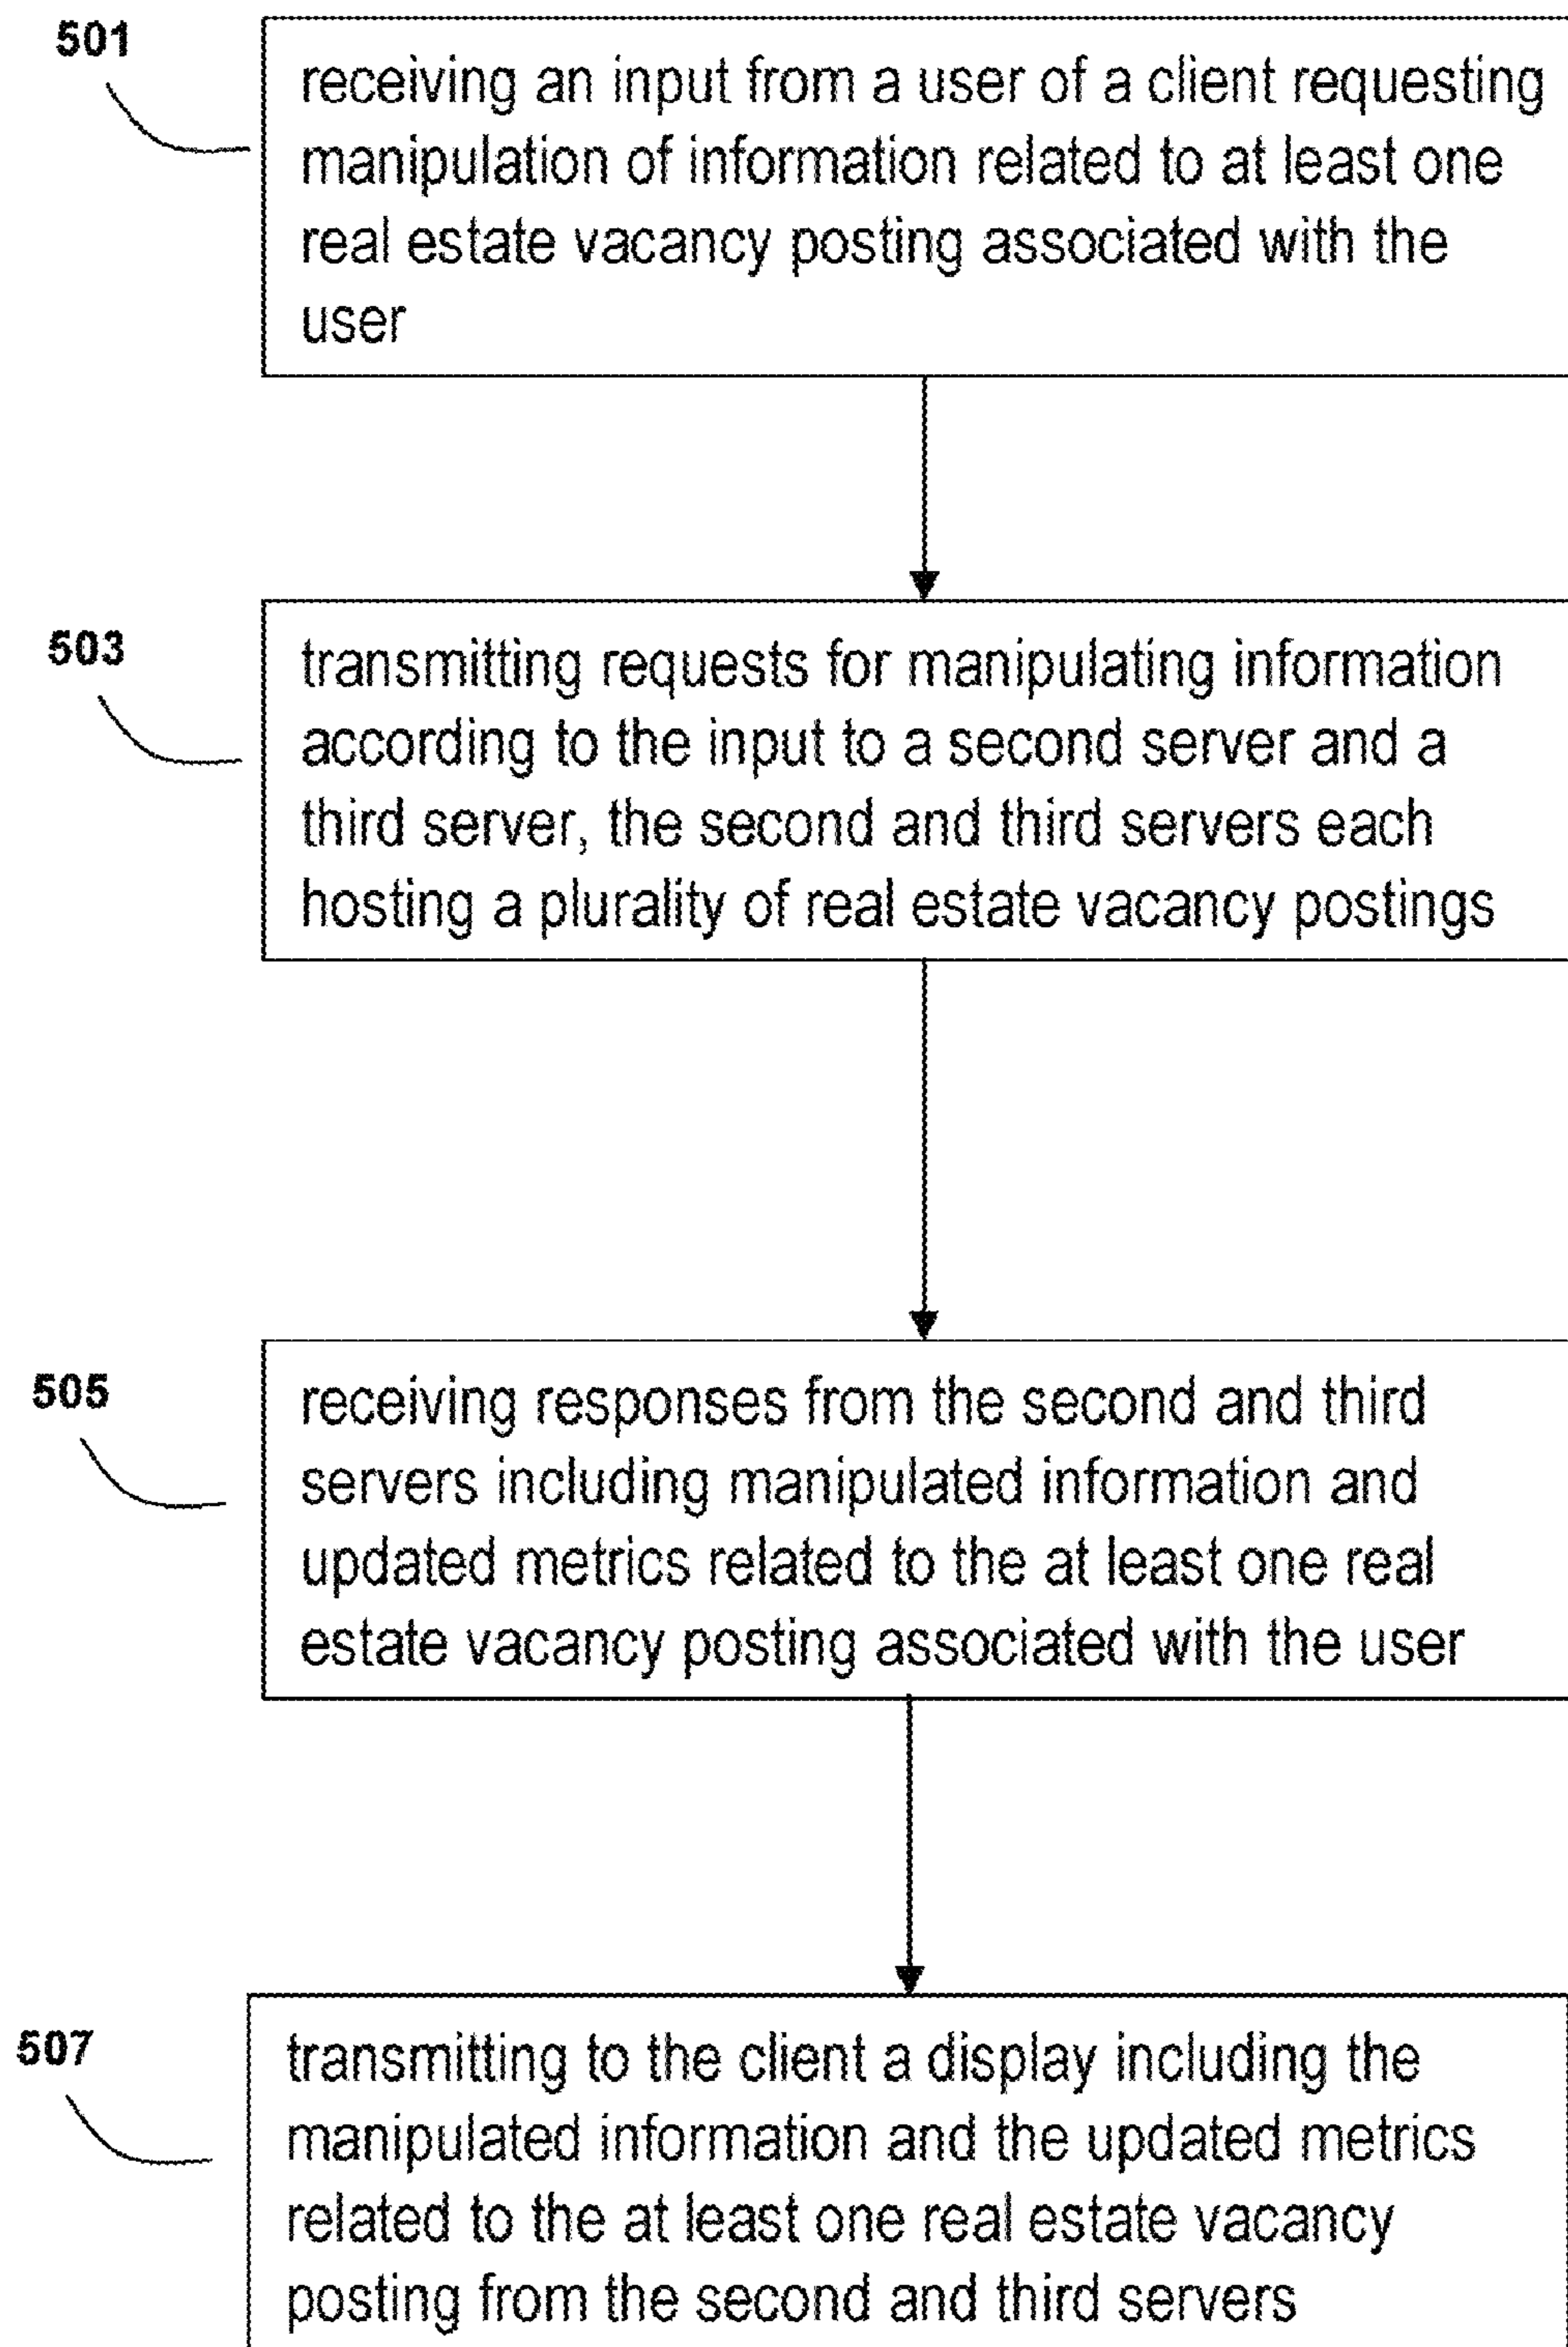 501
receiving an input from a user of a client requesting
manipulation of information related to at least one
real estate vacancy posting associated with the
user
503
transmitting requests for manipulating information
according to the input to a second server and a
third server, the second and third servers each
hosting a plurality of real estate vacancy postings
505
receiving responses from the second and third
servers including manipulated information and
updated metrics related to the at least one real
estate vacancy posting associated with the user
507
transmitting to the client a display including the
manipulated information and the updated metrics
related to the at least one real estate vacancy
posting from the second and third servers